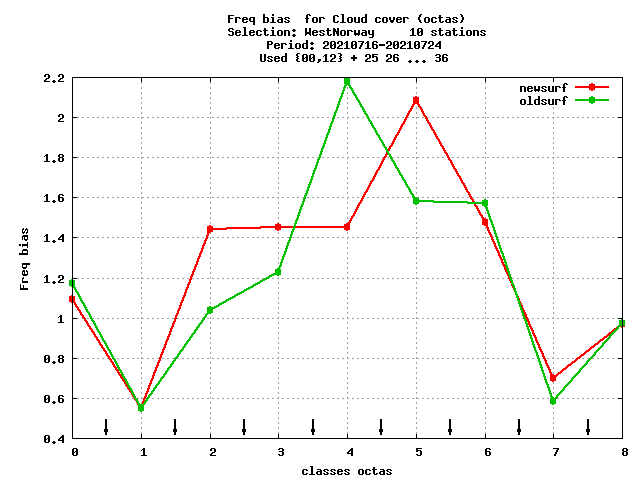 Freq bias  for Cloud cover (octas)
Selection: WestNorway     10 stations
Period: 20210716-20210724
Used {00,12} + 25 26 ... 36
newsurf
oldsurf
2.2
2
1.8
1.6
1.4
1.2
1
0.8
0.6
0.4
Freq bias
0 1 2 3 4 5 6 7 8
classes octas